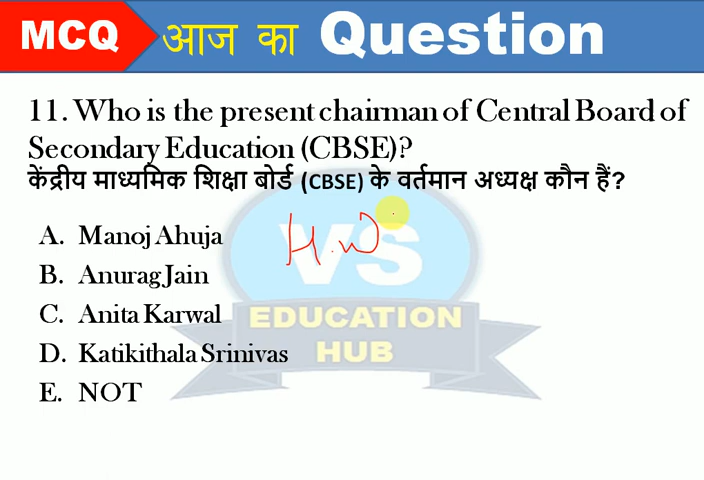 MCQ आज का Question
11. Who is the present chairman of Central Board of
Secondary Education (CBSE)?
केंद्रीय माध्यमिक शिक्षा बोर्ड (CBSE) के वर्तमान अध्यक्ष कौन हैं?
A. Manoj Ahuja
H.W
B. Anurag Jain
VS
C. Anita Karwal
EDUCATION
D. Katikithala Srinivas
HUB
E. NOT